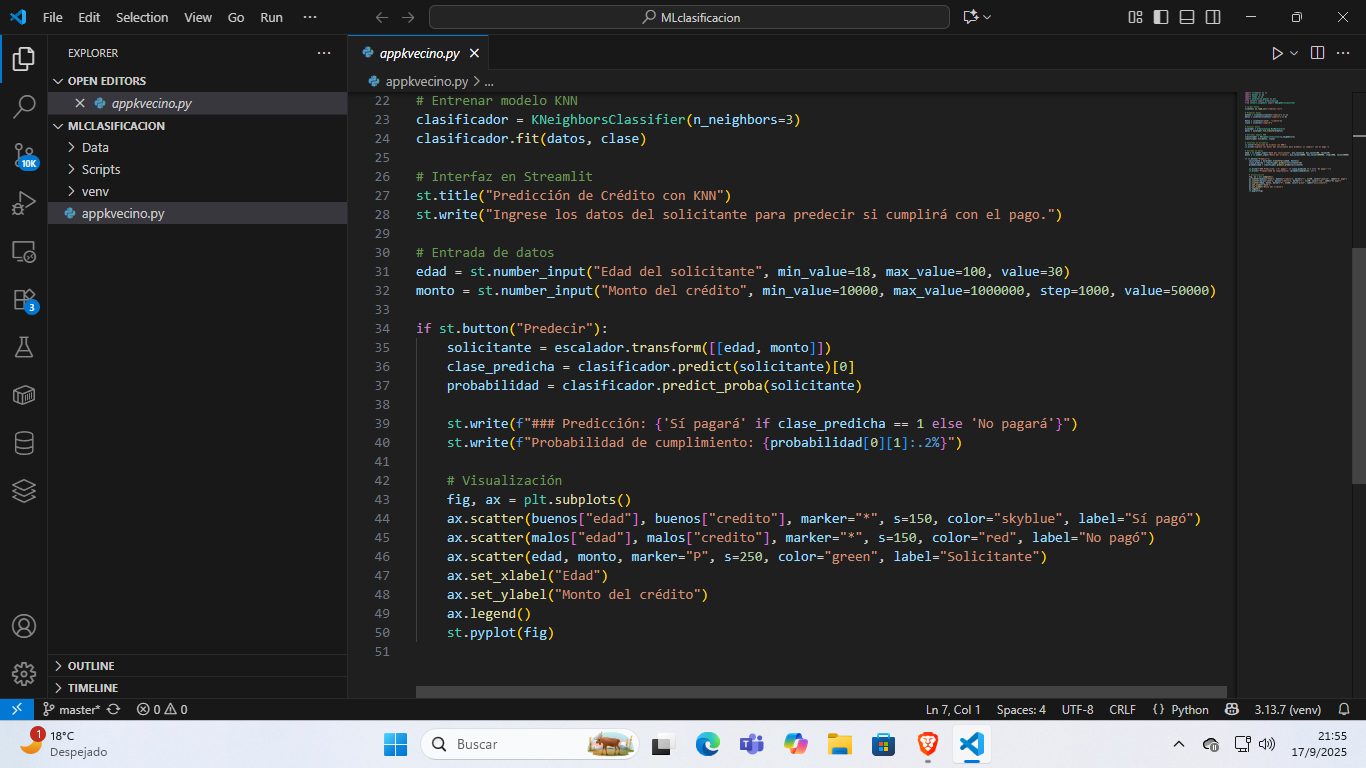 File Edit Selection View Go Run ··· MLclasificacion
EXPLORER ···
OPEN EDITORS
appkvecino.py
MLCLASIFICACION
Data
Scripts
venv
appkvecino.py
OUTLINE
TIMELINE
10K
3
appkvecino.py
appkvecino.py > ...
22 # Entrenar modelo KNN
23 clasificador = KNeighborsClassifier(n_neighbors=3)
24 clasificador.fit(datos, clase)
25
26 # Interfaz en Streamlit
27 st.title("Predicción de Crédito con KNN")
28 st.write("Ingrese los datos del solicitante para predecir si cumplirá con el pago.")
29
30 # Entrada de datos
31 edad = st.number_input("Edad del solicitante", min_value=18, max_value=100, value=30)
32 monto = st.number_input("Monto del crédito", min_value=10000, max_value=1000000, step=1000, value=50000)
33
34 if st.button("Predecir"):
35     solicitante = escalador.transform([[edad, monto]])
36     clase_predicha = clasificador.predict(solicitante)[0]
37     probabilidad = clasificador.predict_proba(solicitante)
38
39     st.write(f"### Predicción: {'Sí pagará' if clase_predicha == 1 else 'No pagará'}")
40     st.write(f"Probabilidad de cumplimiento: {probabilidad[0][1]:.2%}")
41
42     # Visualización
43     fig, ax = plt.subplots()
44     ax.scatter(buenos["edad"], buenos["credito"], marker="*", s=150, color="skyblue", label="Sí pagó")
45     ax.scatter(malos["edad"], malos["credito"], marker="*", s=150, color="red", label="No pagó")
46     ax.scatter(edad, monto, marker="P", s=250, color="green", label="Solicitante")
47     ax.set_xlabel("Edad")
48     ax.set_ylabel("Monto del crédito")
49     ax.legend()
50     st.pyplot(fig)
51
master* 0 0 Ln 7, Col 1 Spaces: 4 UTF-8 CRLF {} Python 3.13.7 (venv)
1
18°C
Despejado
Buscar
21:55
17/9/2025